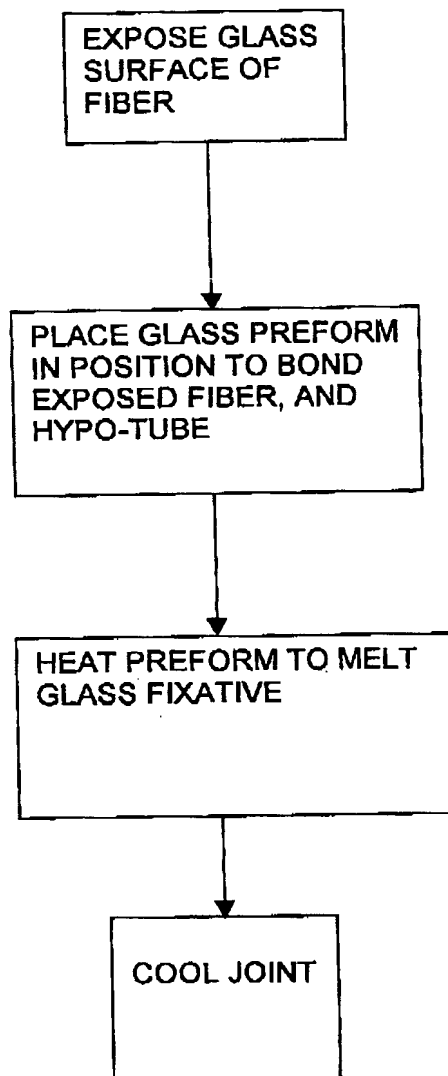 EXPOSE GLASS
SURFACE OF
FIBER
PLACE GLASS PREFORM
IN POSITION TO BOND
EXPOSED FIBER, AND
HYPO-TUBE
HEAT PREFORM TO MELT
GLASS FIXATIVE
COOL JOINT